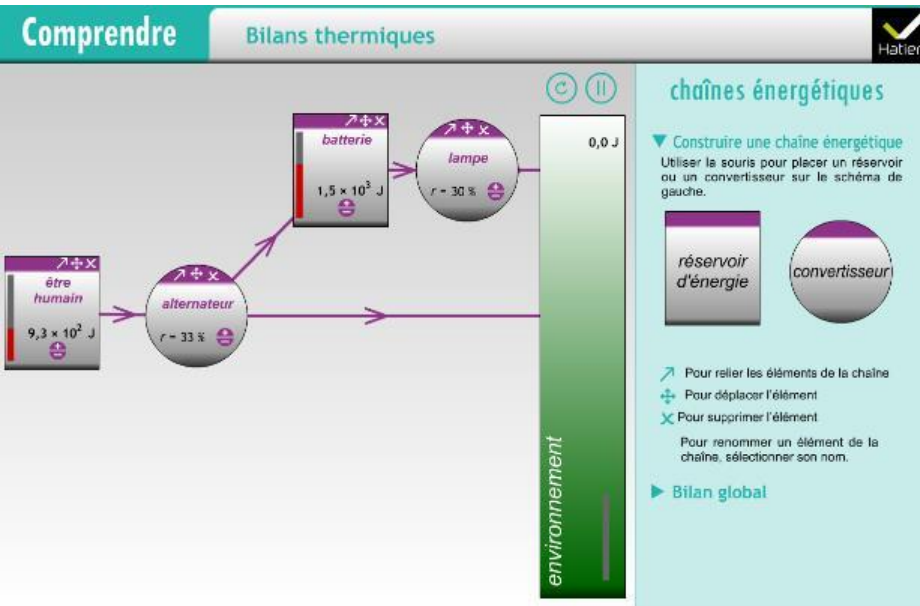 Comprendre
Bilans thermiques
Hatier
batterie
1,5 × 10³ J
lampe
r = 30 %
0,0 J
être
humain
9,3 × 10² J
alternateur
r = 33 %
environnement
chaînes énergétiques
Construire une chaîne énergétique
Utiliser la souris pour placer un réservoir
ou un convertisseur sur le schéma de
gauche.
réservoir
d'énergie
convertisseur
Pour relier les éléments de la chaîne
Pour déplacer l'élément
Pour supprimer l'élément
Pour renommer un élément de la
chaîne, sélectionner son nom.
Bilan global